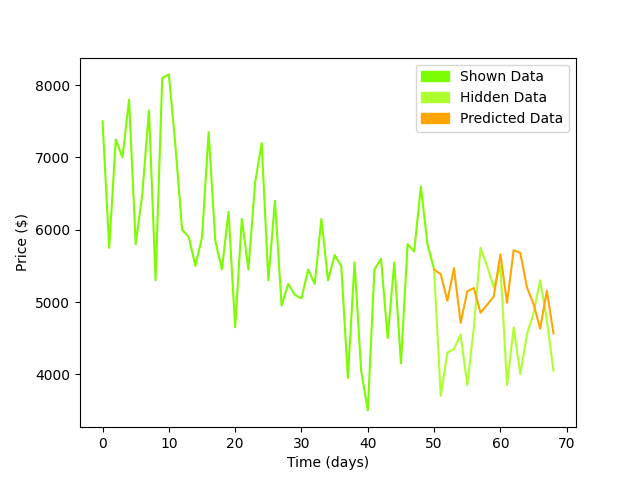 Shown Data
Hidden Data
Predicted Data
8000
7000
6000
5000
4000
Price ($)
0 10 20 30 40 50 60 70
Time (days)